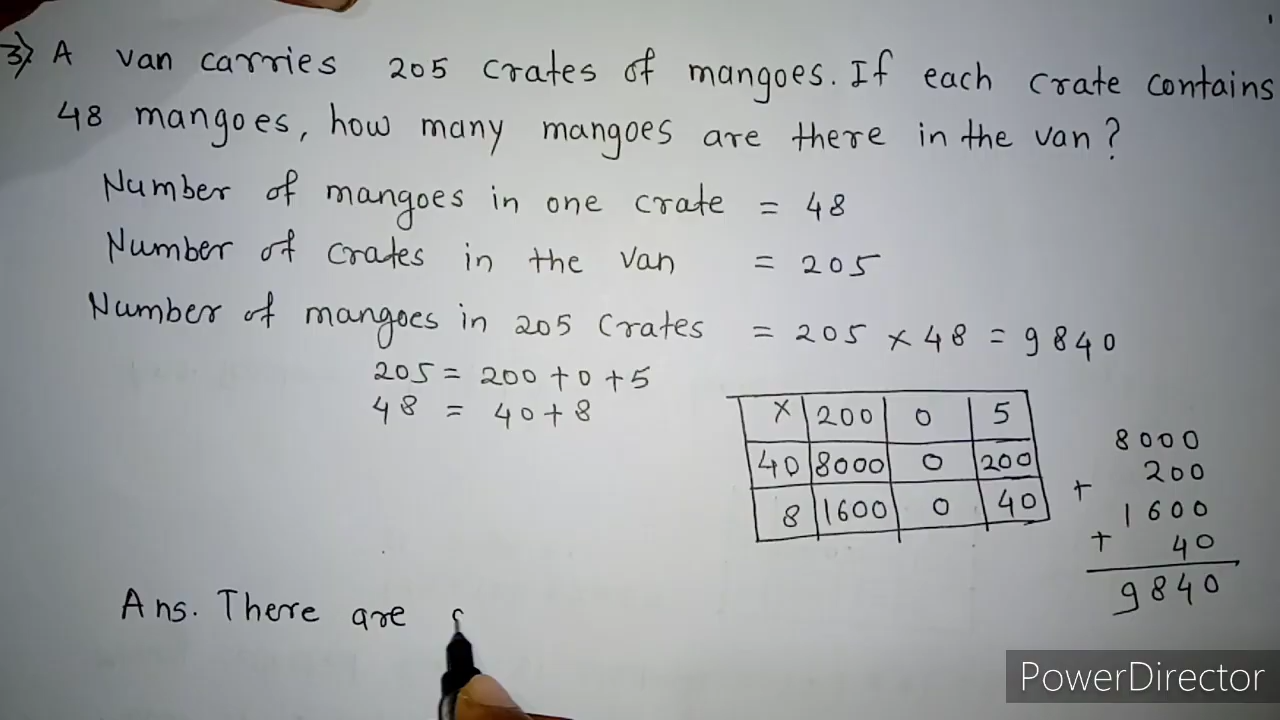 3) A van carries 205 crates of mangoes. If each crate contains
48 mangoes, how many mangoes are there in the van?
Number of mangoes in one crate = 48
Number of crates in the van = 205
Number of mangoes in 205 crates = 205 × 48 = 9840
205 = 200 + 0 + 5
48 = 40 + 8
× 200 0 5
40 8000 0 200
8 1600 0 40
8000
200
+
1600
+ 40
9840
Ans. There are
PowerDirector